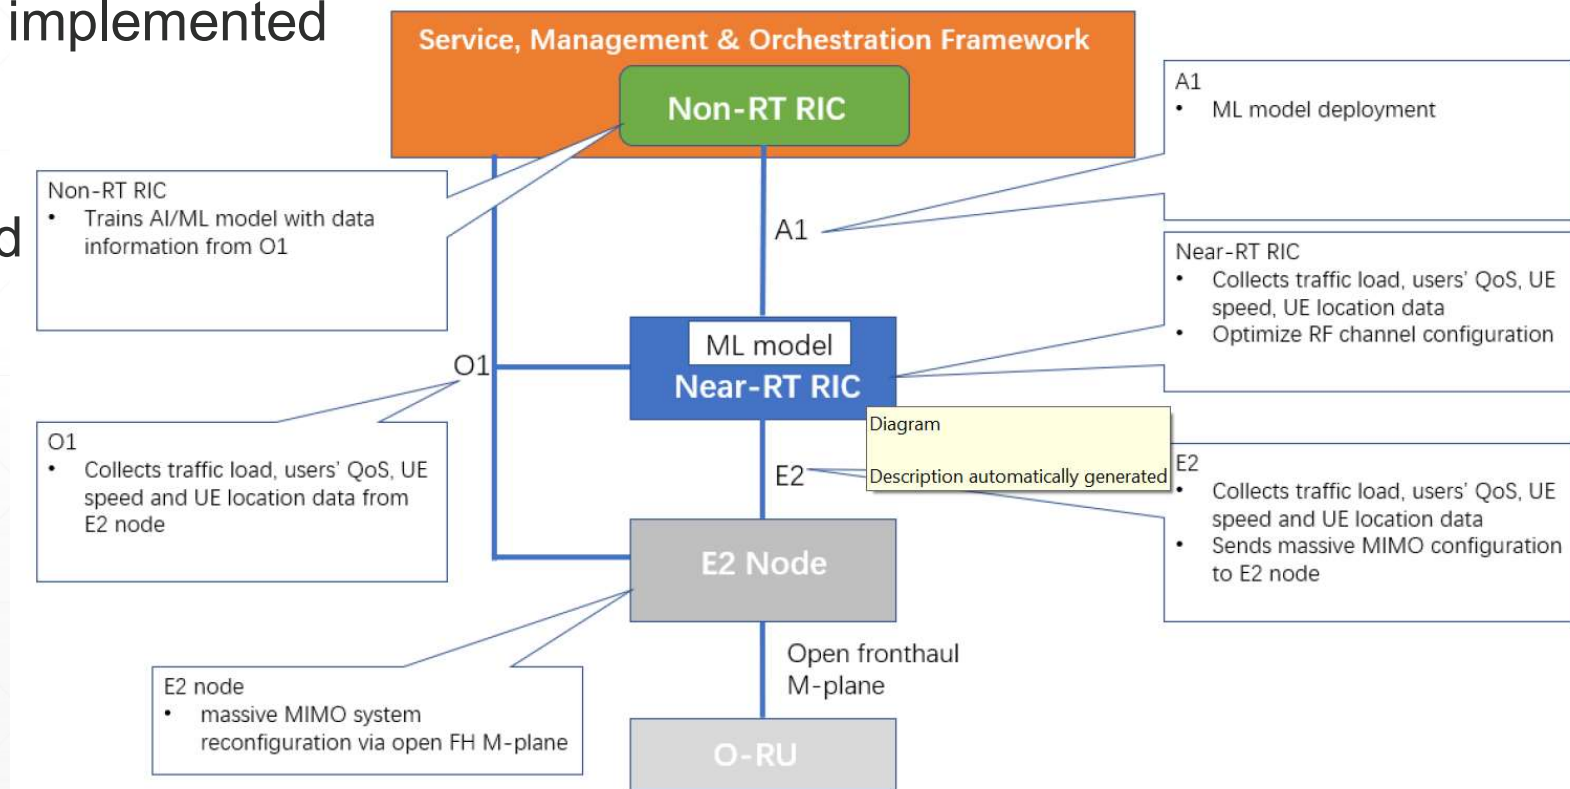 implemented
d
Service, Management & Orchestration Framework
Non-RT RIC
A1
• ML model deployment
Non-RT RIC
• Trains AI/ML model with data
information from O1
A1
Near-RT RIC
• Collects traffic load, users' QoS, UE
speed, UE location data
• Optimize RF channel configuration
ML model
Near-RT RIC
O1
O1
• Collects traffic load, users' QoS, UE
speed and UE location data from
E2 node
Diagram
Description automatically generated
E2
E2
• Collects traffic load, users' QoS, UE
speed and UE location data
• Sends massive MIMO configuration
to E2 node
E2 Node
E2 node
• massive MIMO system
reconfiguration via open FH M-plane
Open fronthaul
M-plane
O-RU